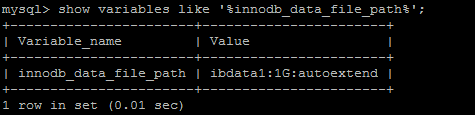 mysql> show variables like '%innodb_data_file_path%';
+-----------------------+------------------------+
| Variable_name         | Value                  |
+-----------------------+------------------------+
| innodb_data_file_path | ibdata1:1G:autoextend |
+-----------------------+------------------------+
1 row in set (0.01 sec)